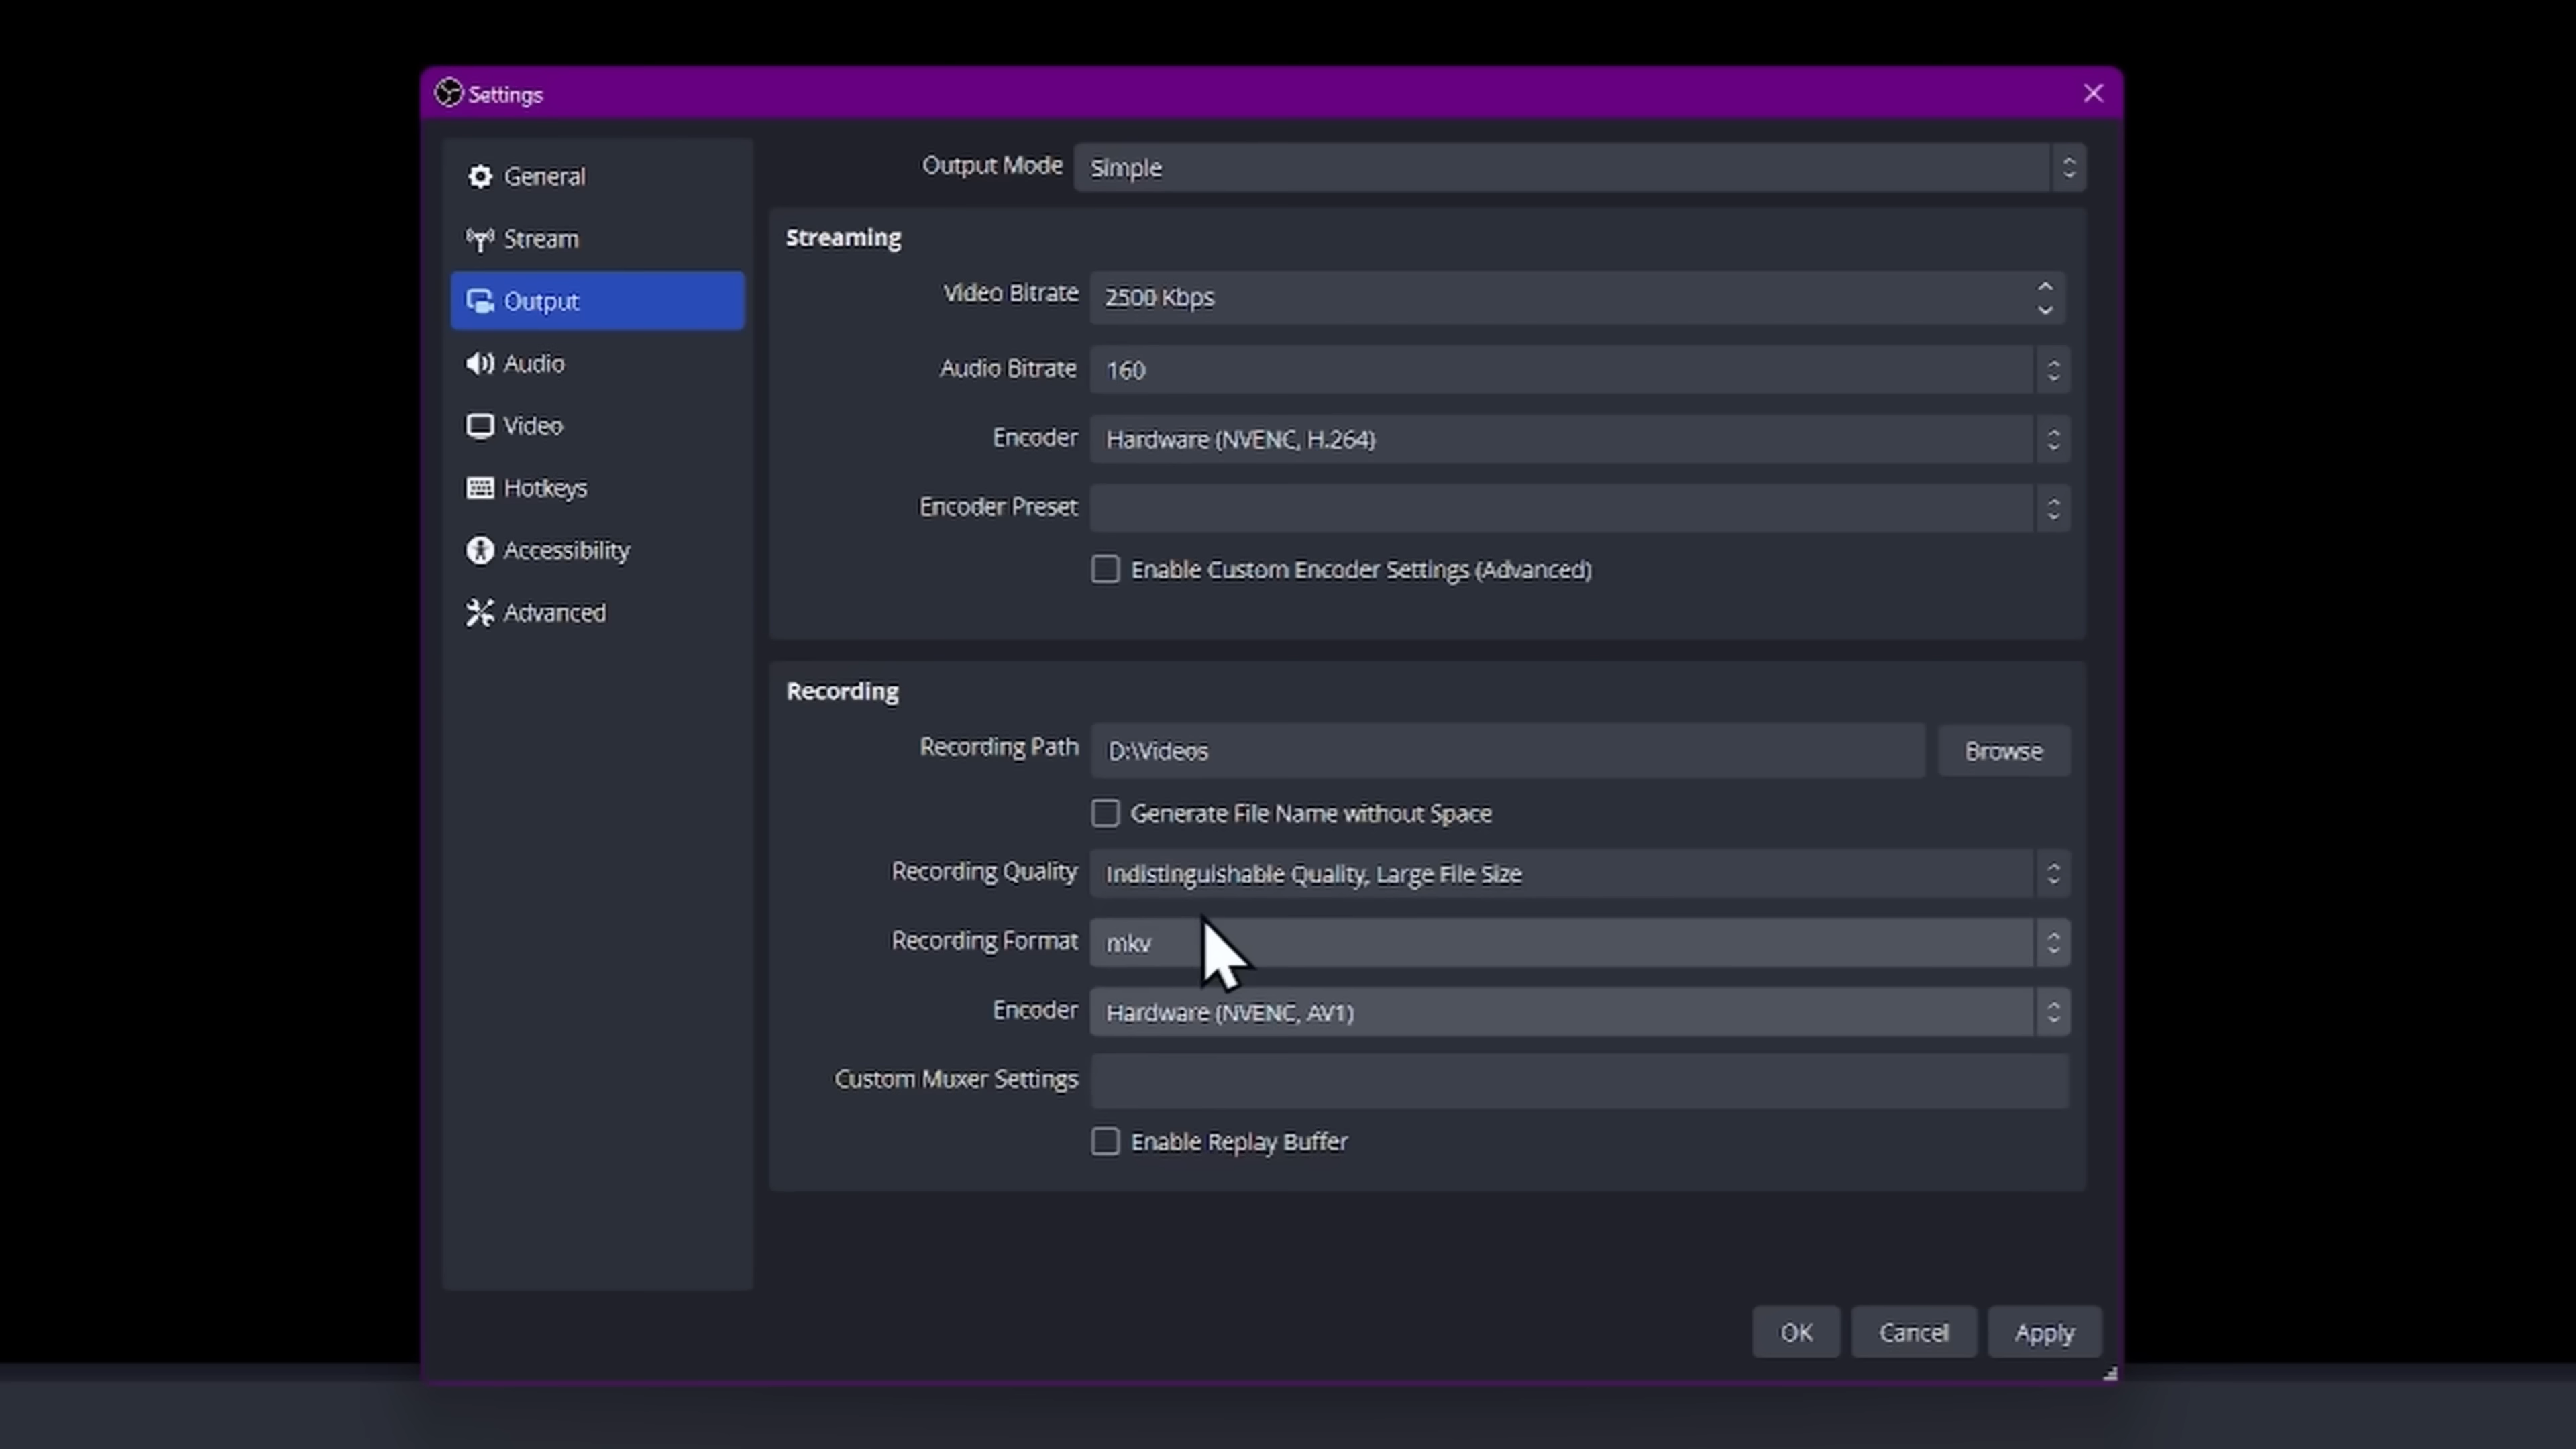 Settings
General
Stream
Output
Audio
Video
Hotkeys
Accessibility
Advanced
Output Mode Simple
Streaming
Video Bitrate 2500 Kbps
Audio Bitrate 160
Encoder Hardware (NVENC, H.264)
Encoder Preset
Enable Custom Encoder Settings (Advanced)
Recording
Recording Path D:\Videos Browse
Generate File Name without Space
Recording Quality Indistinguishable Quality, Large File Size
Recording Format mkv
Encoder Hardware (NVENC, AV1)
Custom Muxer Settings
Enable Replay Buffer
OK Cancel Apply